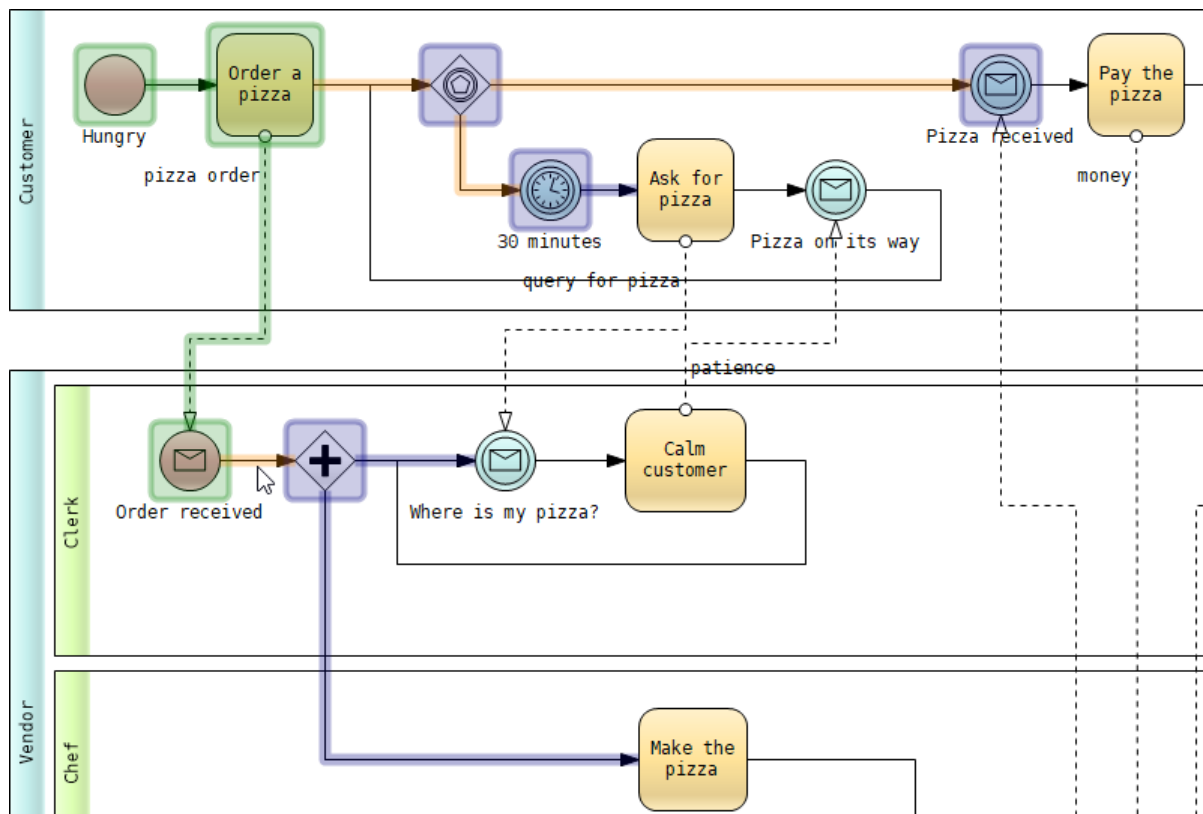 Customer
Hungry
Order a
pizza
pizza order
30 minutes
Ask for
pizza
query for pizza
Pizza on its way
Pizza received
Pay the
pizza
money
patience
Vendor
Clerk
Order received
Where is my pizza?
Calm
customer
Chef
Make the
pizza